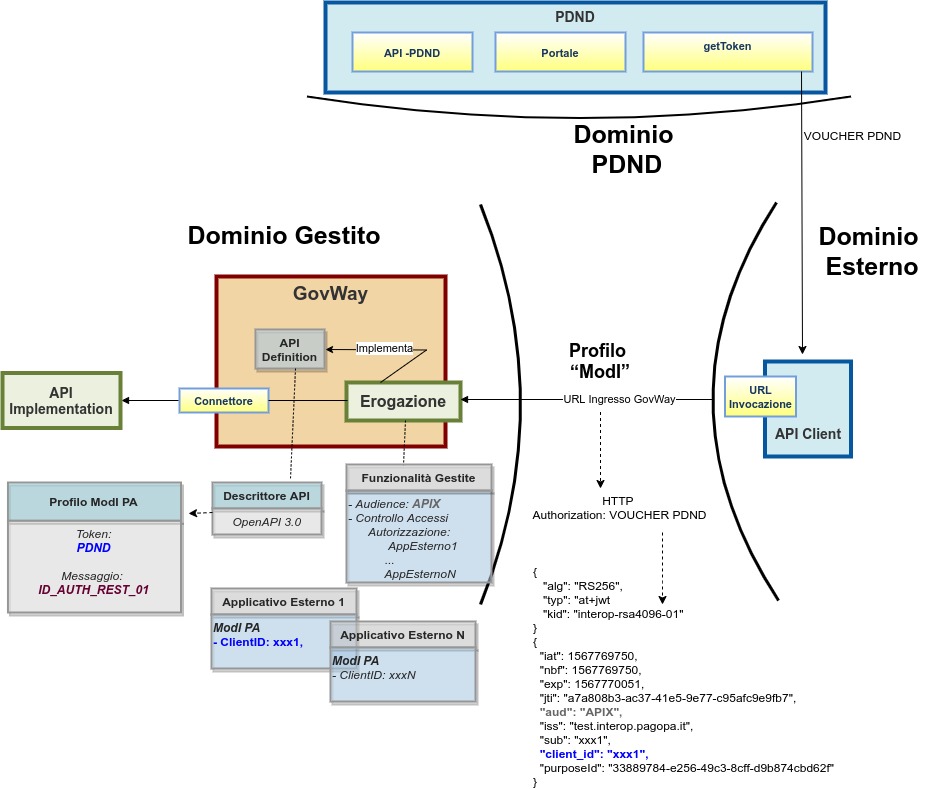 PDND
API -PDND
Portale
getToken
Dominio
PDND
VOUCHER PDND
Dominio Gestito
Dominio
Esterno
GovWay
API
Definition
Implementa
Profilo
“ModI”
API
Implementation
Connettore
Erogazione
URL Ingresso GovWay
URL
Invocazione
API Client
Profilo ModI PA
Token:
PDND
Messaggio:
ID_AUTH_REST_01
Descrittore API
OpenAPI 3.0
Funzionalità Gestite
- Audience: APIX
- Controllo Accessi
Autorizzazione:
AppEsterno1
...
AppEsternoN
HTTP
Authorization: VOUCHER PDND
Applicativo Esterno 1
ModI PA
- ClientID: xxx1,
Applicativo Esterno N
ModI PA
- ClientID: xxxN
{
"alg": "RS256",
"typ": "at+jwt
"kid": "interop-rsa4096-01"
}
{
"iat": 1567769750,
"nbf": 1567769750,
"exp": 1567770051,
"jti": "a7a808b3-ac37-41e5-9e77-c95afc9e9fb7",
"aud": "APIX",
"iss": "test.interop.pagopa.it",
"sub": "xxx1",
"client_id": "xxx1",
"purposeId": "33889784-e256-49c3-8cff-d9b874cbd62f"
}